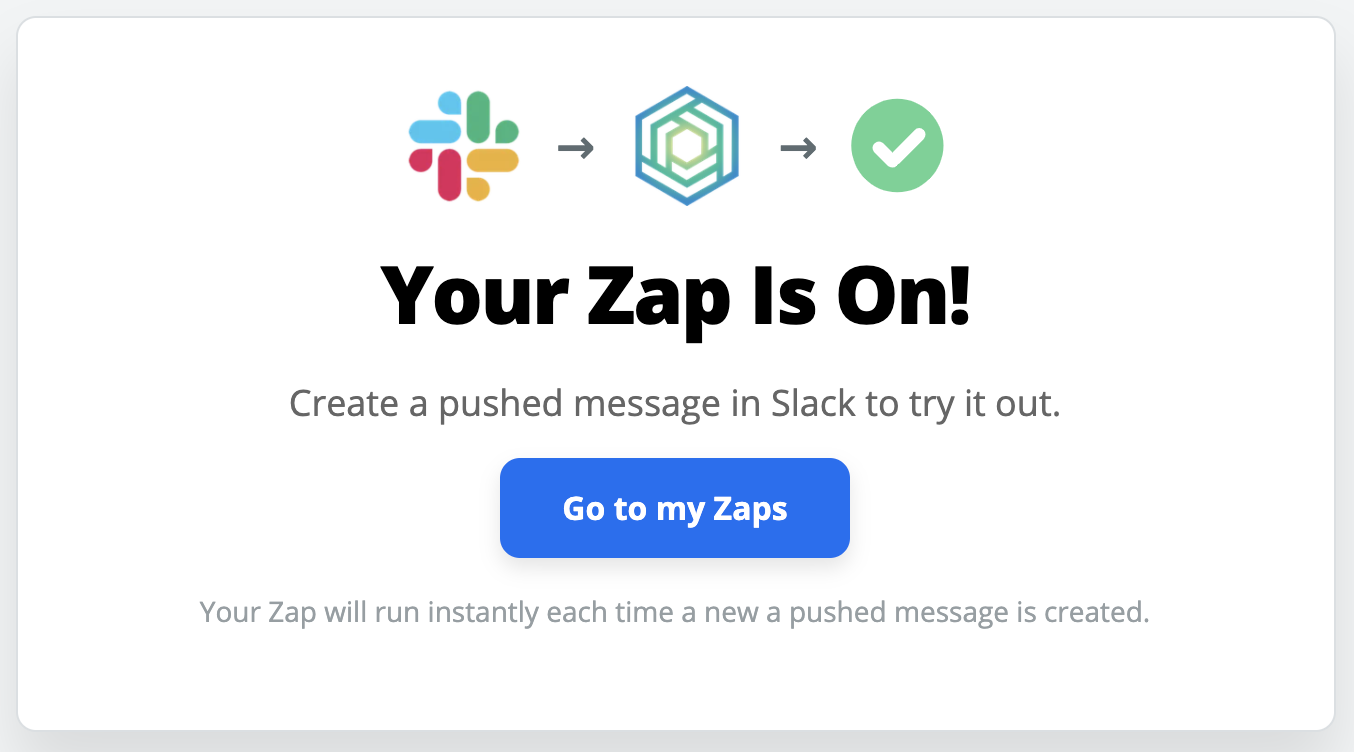 Your Zap Is On!
Create a pushed message in Slack to try it out.
Go to my Zaps
Your Zap will run instantly each time a new a pushed message is created.